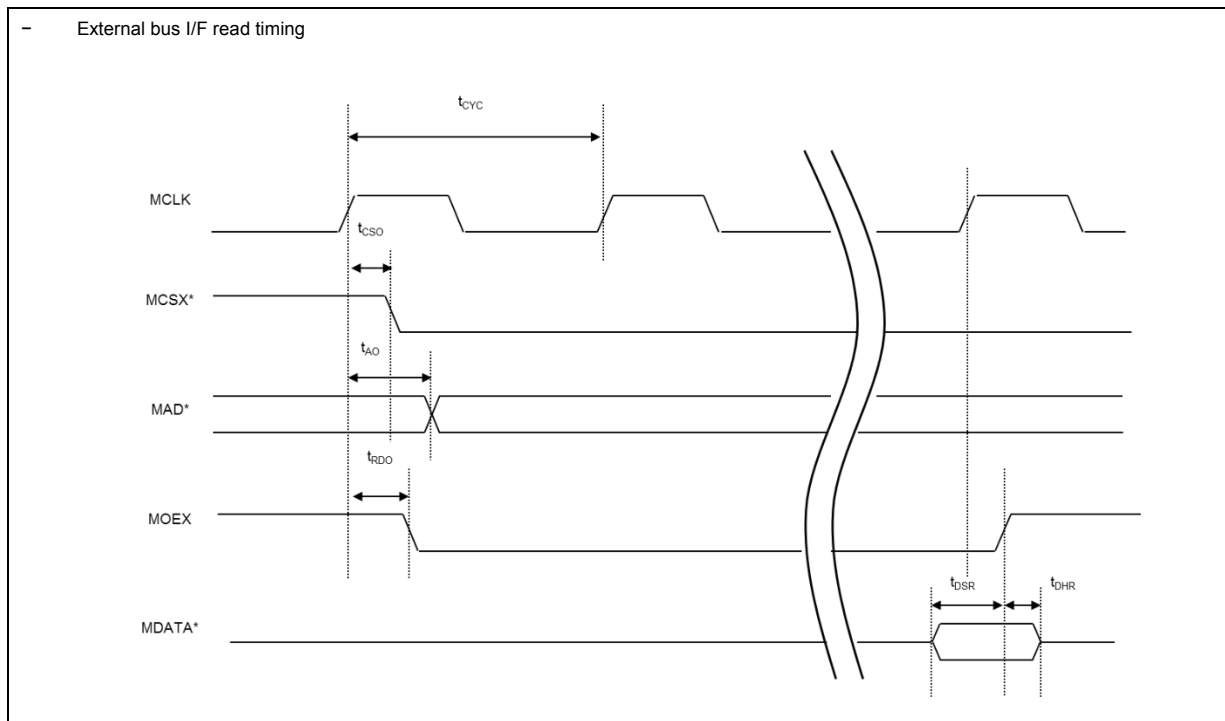 − External bus I/F read timing
tCYC
MCLK
tCSO
MCSX*
tAO
MAD*
tRDO
MOEX
tDSR tDHR
MDATA*